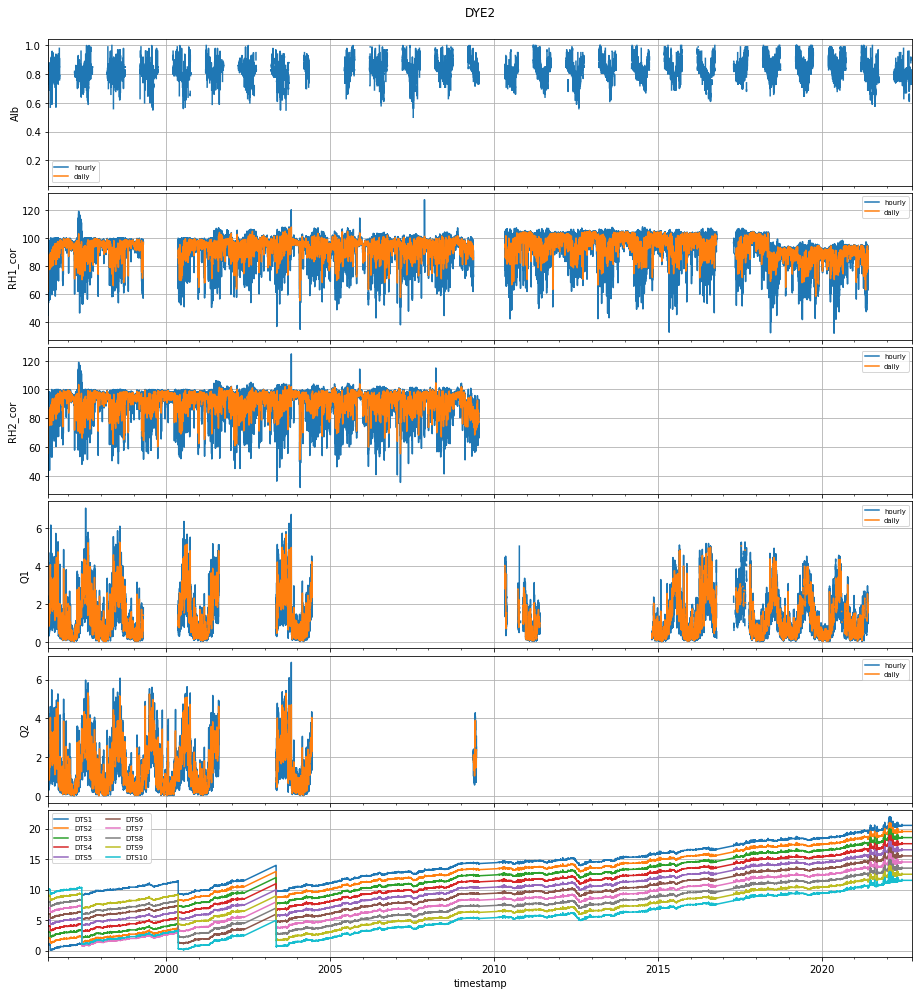 DYE2
1.0
0.8
0.6
0.4
0.2
Alb
hourly
daily
120
100
80
60
40
RH1_cor
hourly
daily
120
100
80
60
40
RH2_cor
hourly
daily
6
4
2
0
Q1
hourly
daily
6
4
2
0
Q2
hourly
daily
20
15
10
5
0
DTS1 DTS6
DTS2 DTS7
DTS3 DTS8
DTS4 DTS9
DTS5 DTS10
2000 2005 2010 2015 2020
timestamp